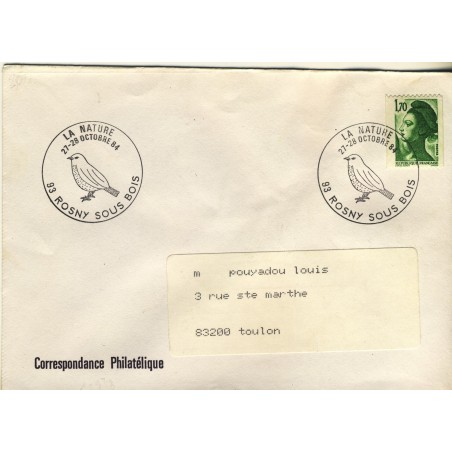 LA NATURE
27-28 OCTOBRE 84
93 ROSNY SOUS BOIS
LA NATURE
27-28 OCTOBRE 84
93 ROSNY SOUS BOIS
1,70
REPUBLIQUE FRANÇAISE
m pouyadou louis
3 rue ste marthe
83200 toulon
Correspondance Philatélique